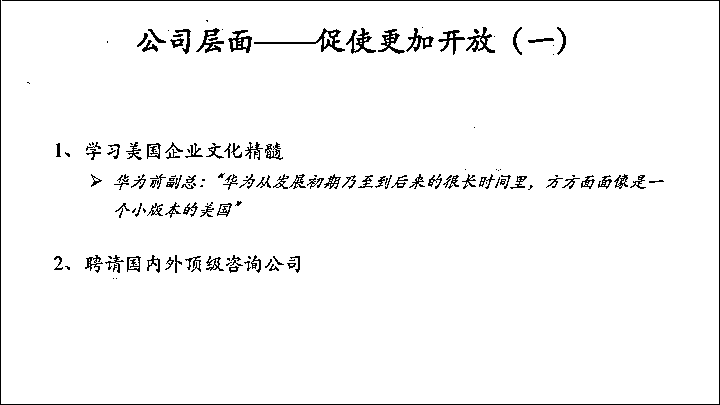 公司层面——促使更加开放（一）
1、学习美国企业文化精髓
➢ 华为前副总：“华为从发展初期乃至到后来的很长时间里，方方面面像是一
个小版本的美国”
2、聘请国内外顶级咨询公司